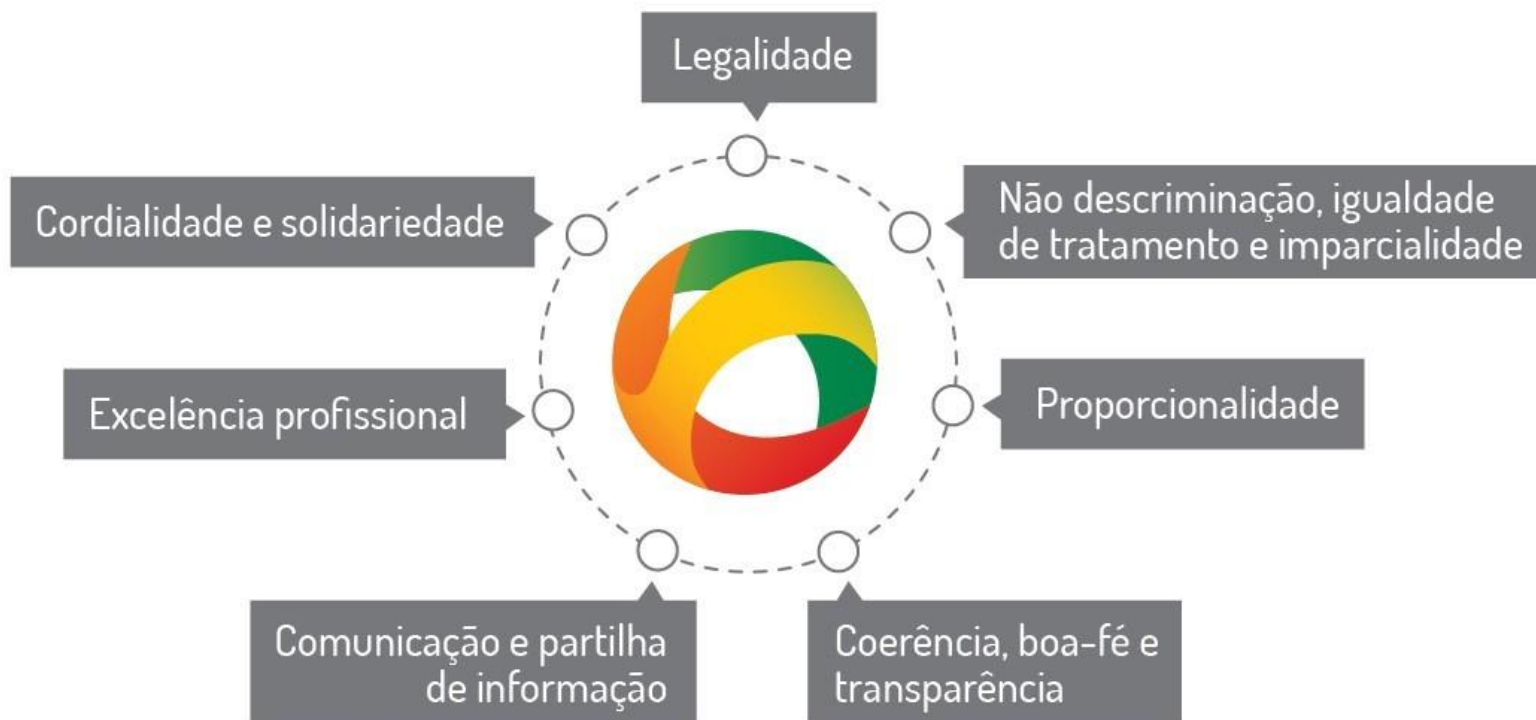 Legalidade
Não descriminação, igualdade
de tratamento e imparcialidade
Proporcionalidade
Coerência, boa-fé e
transparência
Comunicação e partilha
de informação
Excelência profissional
Cordialidade e solidariedade